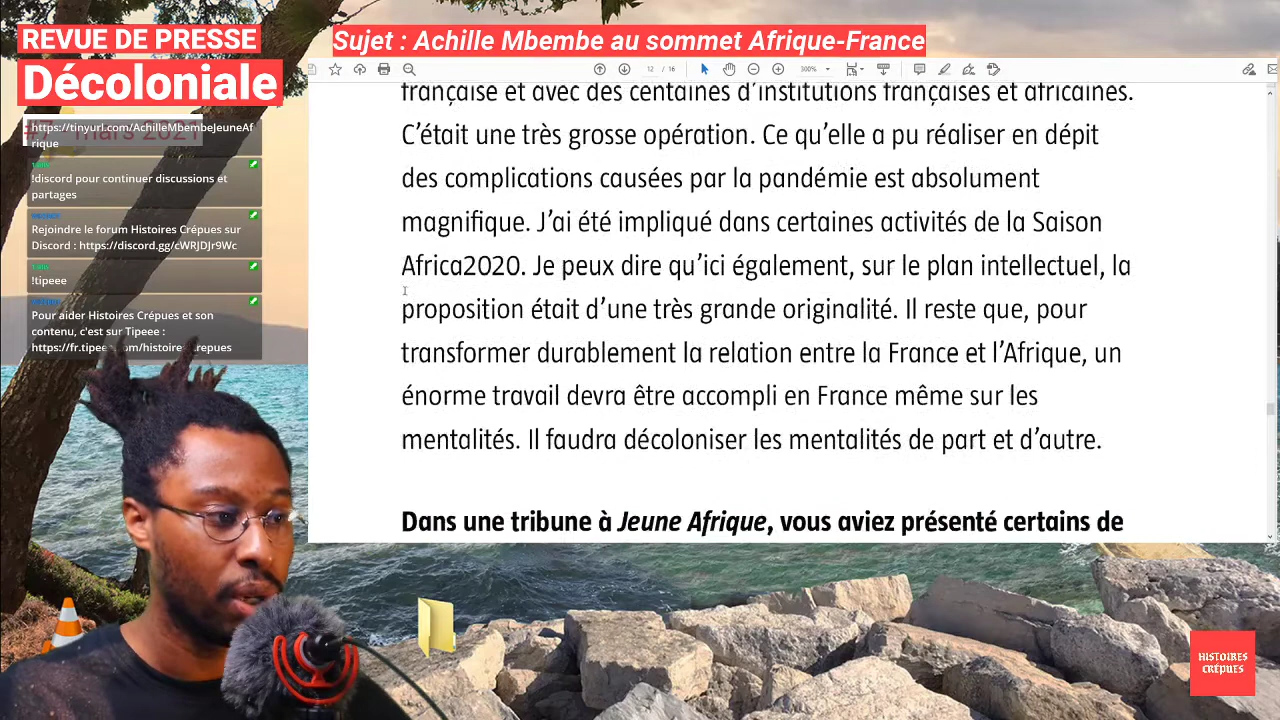 REVUE DE PRESSE
Décoloniale
#7 - mars 2021
https://tinyurl.com/AchilleMbembeJeuneAf
rique
!discord pour continuer discussions et
partages
Rejoindre le forum Histoires Crépues sur
Discord : https://discord.gg/cWRJDJr9Wc
!tipeee
Pour aider Histoires Crépues et son
contenu, c'est sur Tipeee :
Sujet : Achille Mbembe au sommet Afrique-France
12 / 16
300%
française et avec des centaines d'institutions françaises et africaines.
C'était une très grosse opération. Ce qu'elle a pu réaliser en dépit
des complications causées par la pandémie est absolument
magnifique. J'ai été impliqué dans certaines activités de la Saison
Africa2020. Je peux dire qu'ici également, sur le plan intellectuel, la
proposition était d'une très grande originalité. Il reste que, pour
transformer durablement la relation entre la France et l'Afrique, un
énorme travail devra être accompli en France même sur les
mentalités. Il faudra décoloniser les mentalités de part et d'autre.
Dans une tribune à Jeune Afrique, vous aviez présenté certains de
HISTOIRES
CRÉPUES